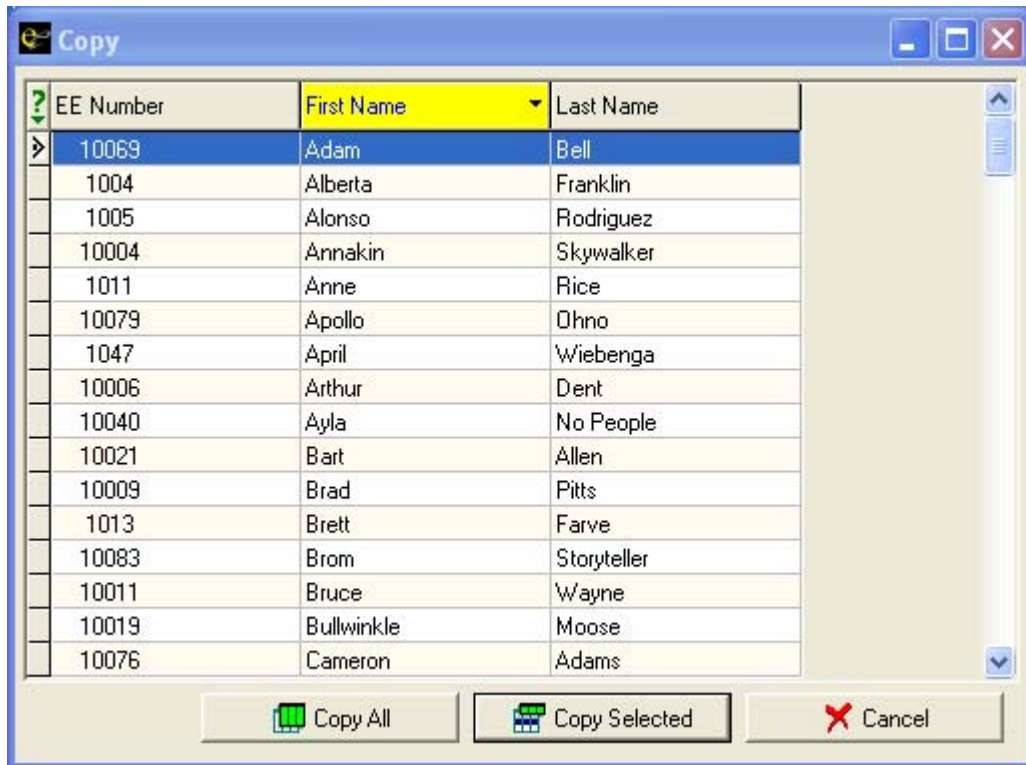 Copy
EE Number First Name Last Name
10069 Adam Bell
1004 Alberta Franklin
1005 Alonso Rodriguez
10004 Annakin Skywalker
1011 Anne Rice
10079 Apollo Ohno
1047 April Wiebenga
10006 Arthur Dent
10040 Ayla No People
10021 Bart Allen
10009 Brad Pitts
1013 Brett Farve
10083 Brom Storyteller
10011 Bruce Wayne
10019 Bullwinkle Moose
10076 Cameron Adams
Copy All Copy Selected Cancel